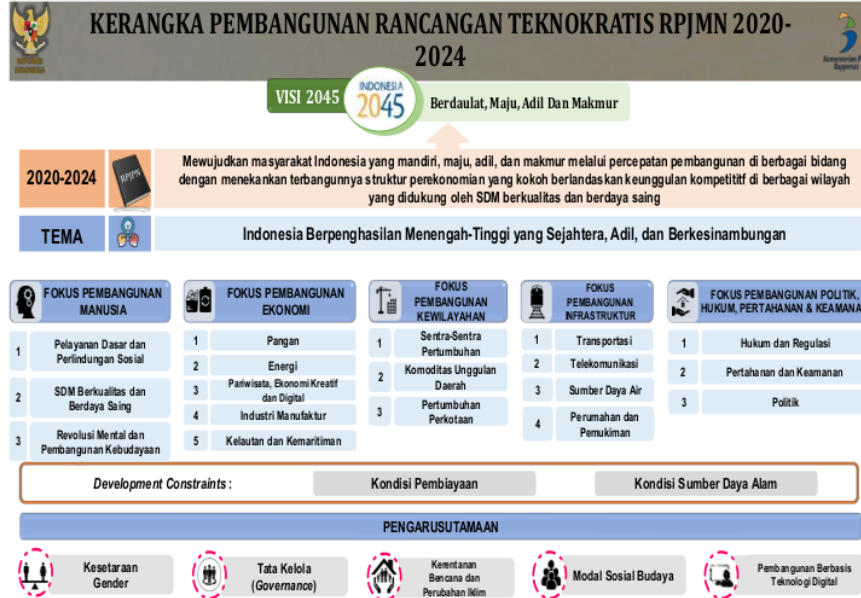 KERANGKA PEMBANGUNAN RANCANGAN TEKNOKRATIS RPJMN 2020-
2024
VISI 2045
INDONESIA
2045
Berdaulat, Maju, Adil Dan Makmur
2020-2024
RPJPN
Mewujudkan masyarakat Indonesia yang mandiri, maju, adil, dan makmur melalui percepatan pembangunan di berbagai bidang
dengan menekankan terbangunnya struktur perekonomian yang kokoh berlandaskan keunggulan kompetititf di berbagai wilayah
yang didukung oleh SDM berkualitas dan berdaya saing
TEMA
Indonesia Berpenghasilan Menengah-Tinggi yang Sejahtera, Adil, dan Berkesinambungan
FOKUS PEMBANGUNAN
MANUSIA
1 Pelayanan Dasar dan
Perlindungan Sosial
2 SDM Berkualitas dan
Berdaya Saing
3 Revolusi Mental dan
Pembangunan Kebudayaan
FOKUS PEMBANGUNAN
EKONOMI
1 Pangan
2 Energi
3 Pariwisata, Ekonomi Kreatif
dan Digital
4 Industri Manufaktur
5 Kelautan dan Kemaritiman
FOKUS
PEMBANGUNAN
KEWILAYAHAN
1 Sentra-Sentra
Pertumbuhan
2 Komoditas Unggulan
Daerah
3 Pertumbuhan
Perkotaan
FOKUS
PEMBANGUNAN
INFRASTRUKTUR
1 Transportasi
2 Telekomunikasi
3 Sumber Daya Air
4 Perumahan dan
Pemukiman
FOKUS PEMBANGUNAN POLITIK,
HUKUM, PERTAHANAN & KEAMANA
1 Hukum dan Regulasi
2 Pertahanan dan Keamanan
3 Politik
Development Constraints :
Kondisi Pembiayaan
Kondisi Sumber Daya Alam
PENGARUSUTAMAAN
Kesetaraan
Gender
Tata Kelola
(Governance)
Kerentanan
Bencana dan
Perubahan Iklim
Modal Sosial Budaya
Pembangunan Berbasis
Teknologi Digital